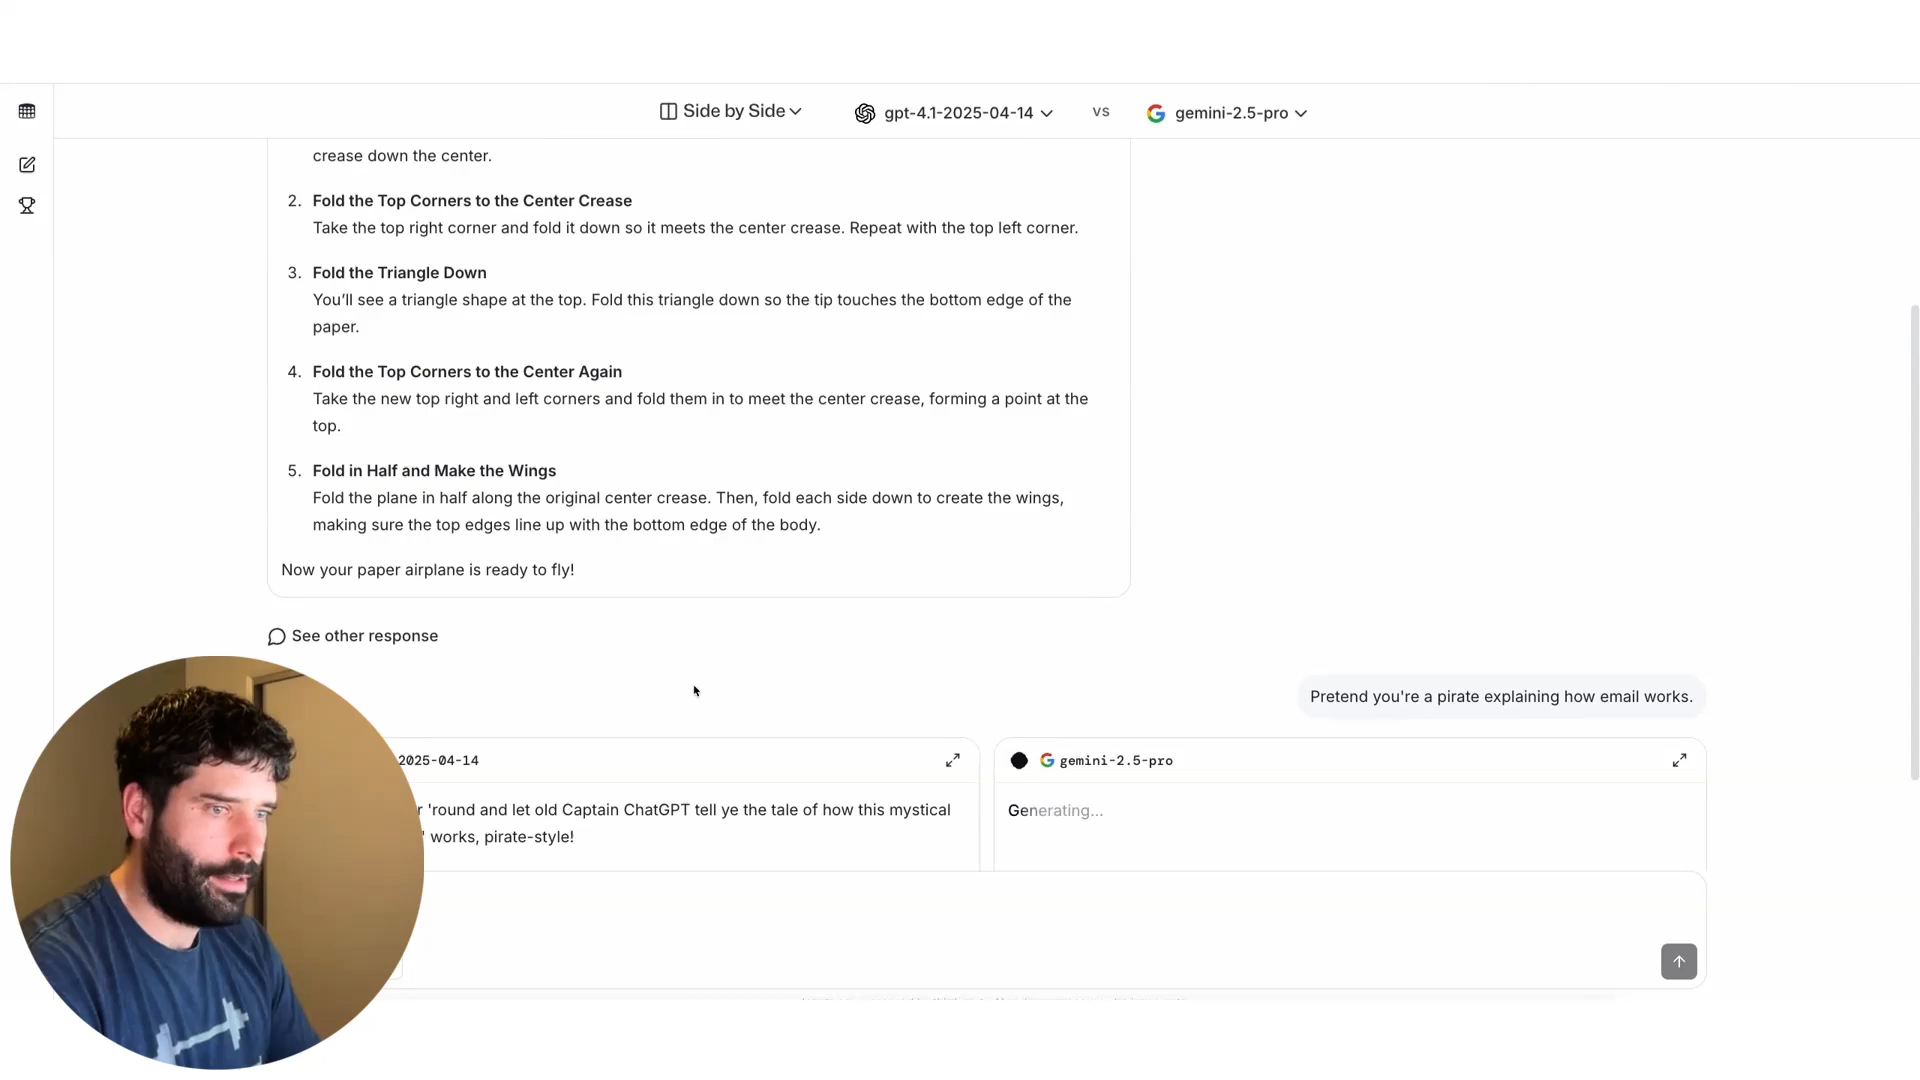 Side by Side
gpt-4.1-2025-04-14
VS
gemini-2.5-pro
crease down the center.
2. Fold the Top Corners to the Center Crease
Take the top right corner and fold it down so it meets the center crease. Repeat with the top left corner.
3. Fold the Triangle Down
You’ll see a triangle shape at the top. Fold this triangle down so the tip touches the bottom edge of the
paper.
4. Fold the Top Corners to the Center Again
Take the new top right and left corners and fold them in to meet the center crease, forming a point at the
top.
5. Fold in Half and Make the Wings
Fold the plane in half along the original center crease. Then, fold each side down to create the wings,
making sure the top edges line up with the bottom edge of the body.
Now your paper airplane is ready to fly!
See other response
Pretend you're a pirate explaining how email works.
2025-04-14
'round and let old Captain ChatGPT tell ye the tale of how this mystical
works, pirate-style!
gemini-2.5-pro
Generating...